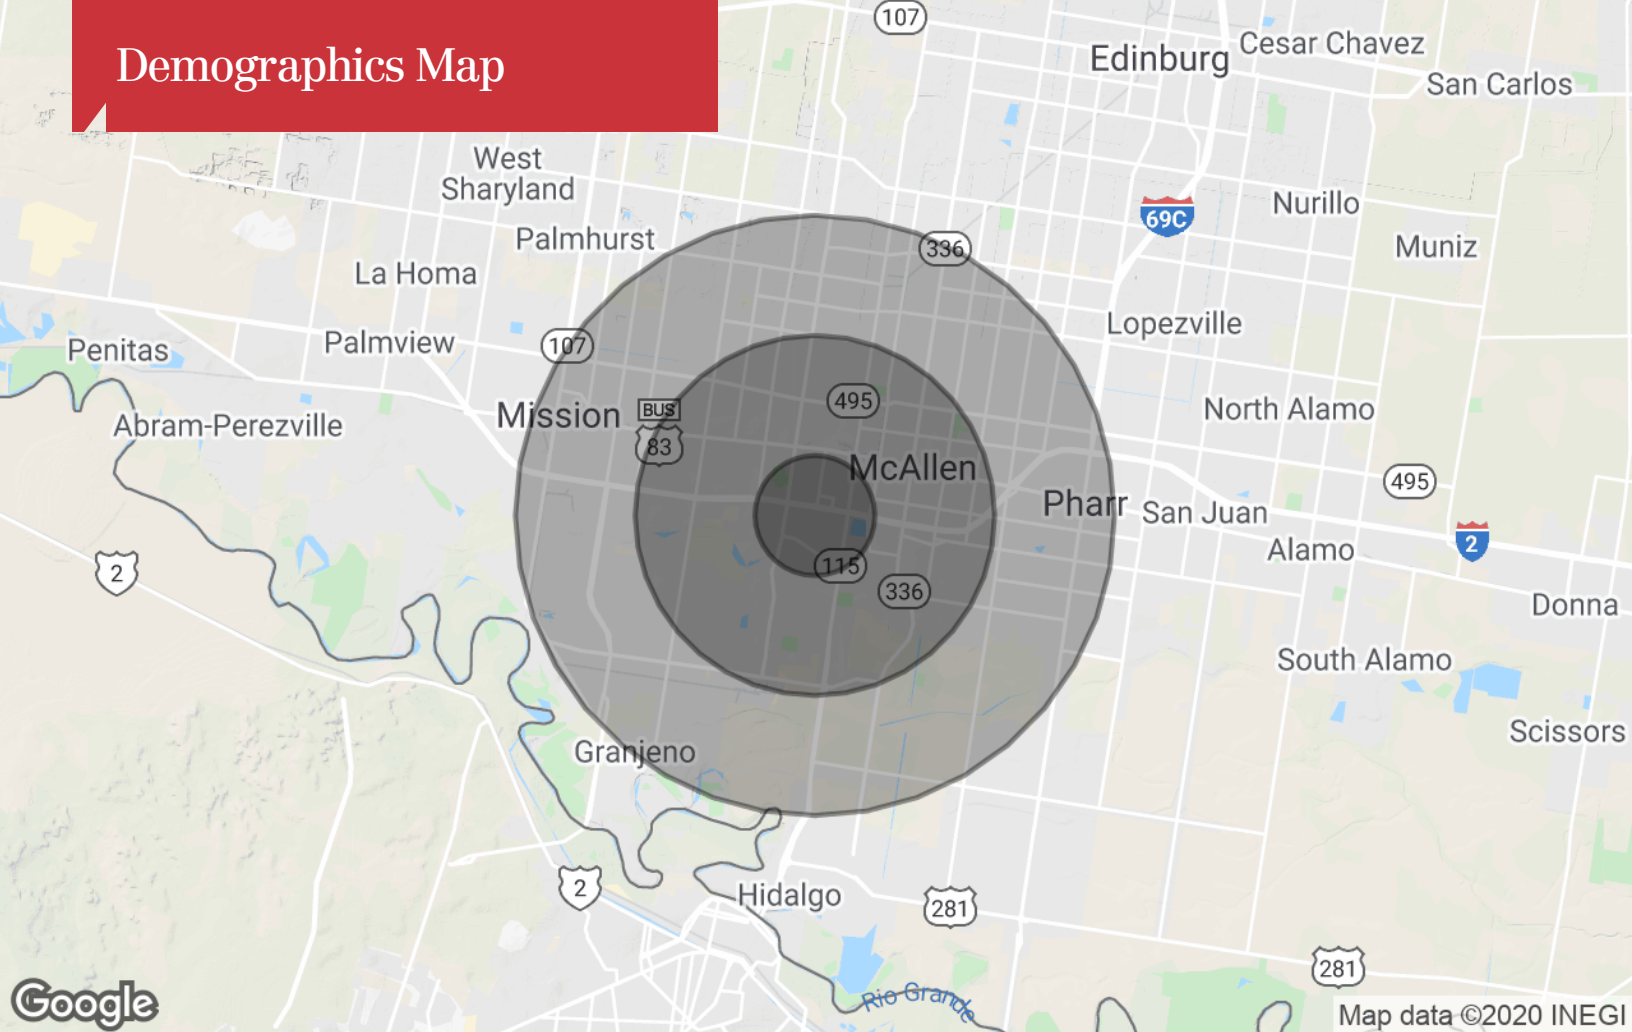 Demographics Map
107
Edinburg
Cesar Chavez
San Carlos
West
Sharyland
Nurillo
69C
Palmhurst
336
Muniz
La Homa
Lopezville
Penitas
Palmview
107
495
North Alamo
Abram-Perezville
Mission
BUS
83
McAllen
495
Pharr
San Juan
2
Alamo
2
115
336
Donna
South Alamo
Scissors
Granjeno
2
Hidalgo
281
281
Rio Grande
Google
Map data ©2020 INEGI